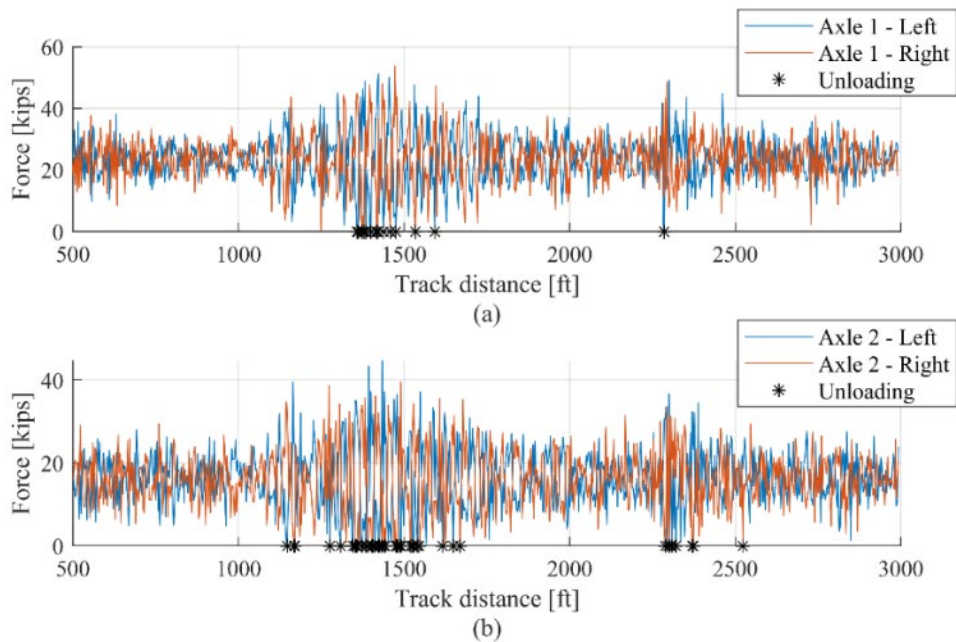 Axle 1 - Left
Axle 1 - Right
Unloading
60
40
20
0
Force [kips]
500 1000 1500 2000 2500 3000
Track distance [ft]
(a)
Axle 2 - Left
Axle 2 - Right
Unloading
40
20
0
Force [kips]
500 1000 1500 2000 2500 3000
Track distance [ft]
(b)